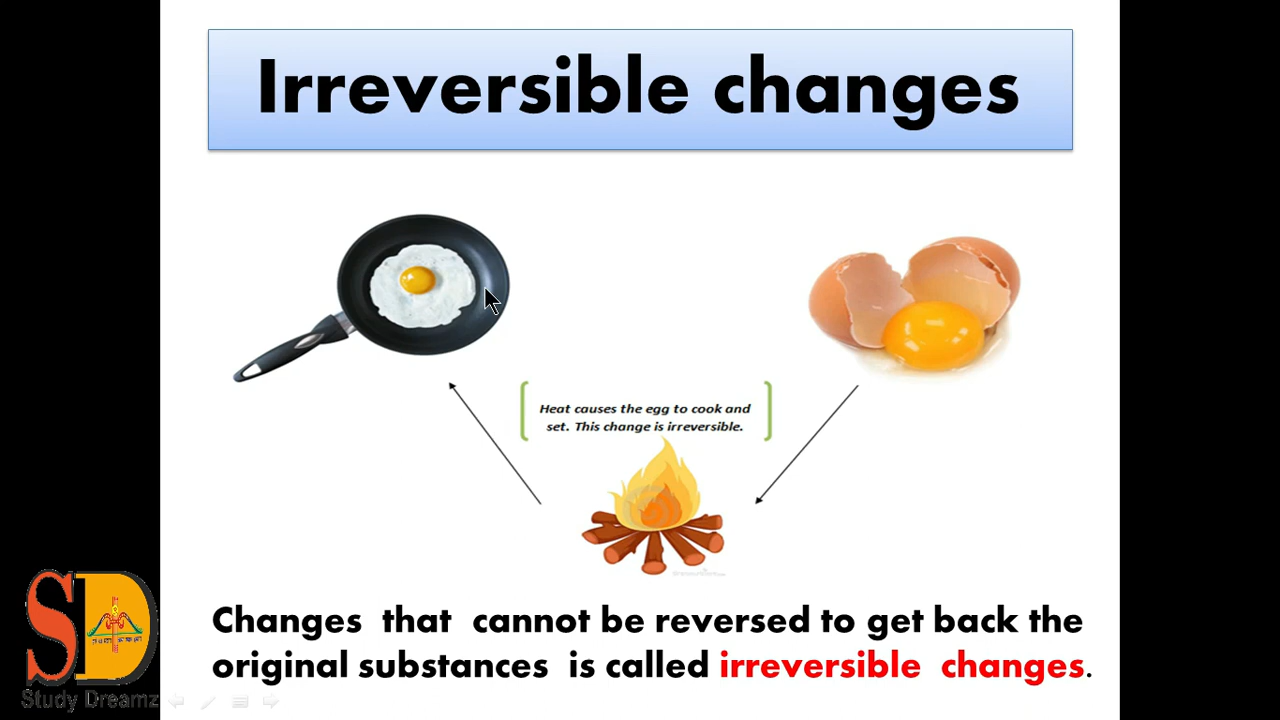 Irreversible changes
Heat causes the egg to cook and
set. This change is irreversible.
Changes that cannot be reversed to get back the
original substances is called irreversible changes.
SD
Study Dreamz